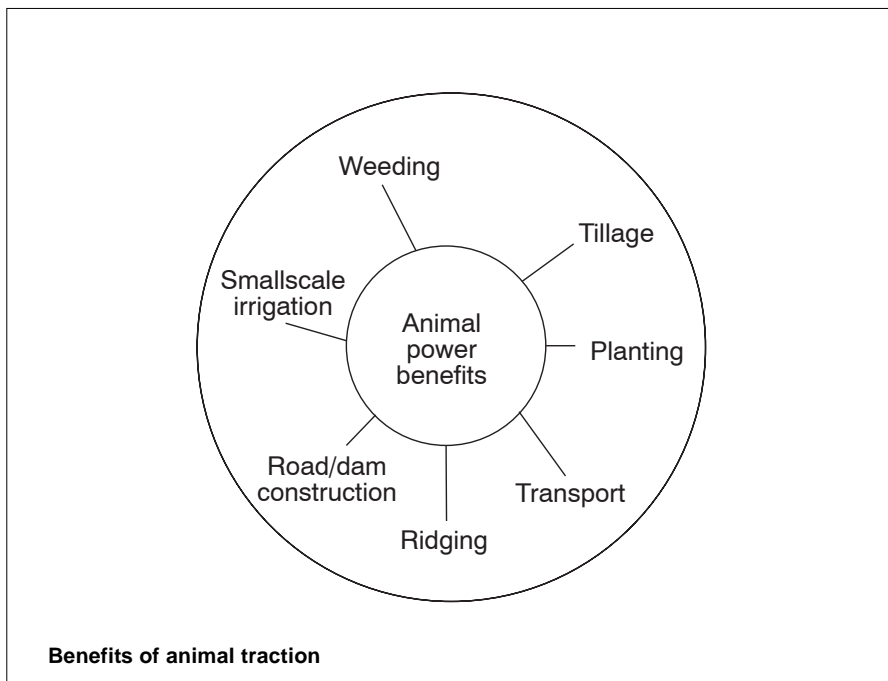 Weeding
Tillage
Smallscale
irrigation
Animal
power
benefits
Planting
Road/dam
construction
Transport
Ridging
Benefits of animal traction